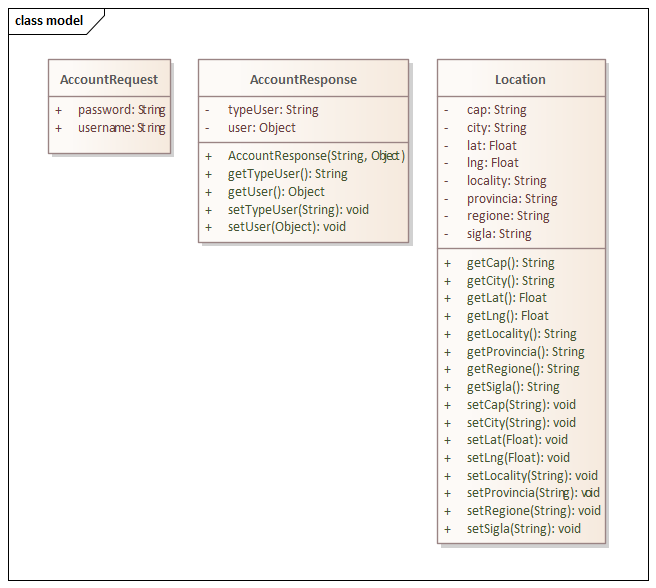 class model
AccountRequest
+ password: String
+ username: String
AccountResponse
- typeUser: String
- user: Object
+ AccountResponse(String, Object)
+ getTypeUser(): String
+ getUser(): Object
+ setTypeUser(String): void
+ setUser(Object): void
Location
- cap: String
- city: String
- lat: Float
- lng: Float
- locality: String
- provincia: String
- regione: String
- sigla: String
+ getCap(): String
+ getCity(): String
+ getLat(): Float
+ getLng(): Float
+ getLocality(): String
+ getProvincia(): String
+ getRegione(): String
+ getSigla(): String
+ setCap(String): void
+ setCity(String): void
+ setLat(Float): void
+ setLng(Float): void
+ setLocality(String): void
+ setProvincia(String): void
+ setRegione(String): void
+ setSigla(String): void